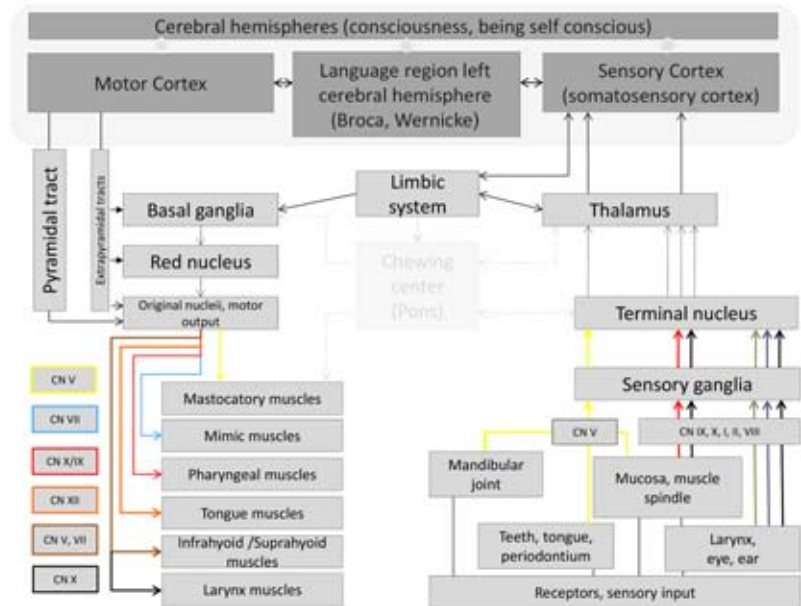 Cerebral hemispheres (consciousness, being self conscious)
Motor Cortex
Language region left
cerebral hemisphere
(Broca, Wernicke)
Sensory Cortex
(somatosensory cortex)
Pyramidal tract
Extrapyramidal tracts
Limbic
system
Basal ganglia
Thalamus
Red nucleus
Chewing
center
(Pons)
Original nucleii, motor
output
Terminal nucleus
Sensory ganglia
CN V
CN VII
CN X/IX
CN XII
CN V, VII
CN X
Mastocatory muscles
Mimic muscles
Pharyngeal muscles
Tongue muscles
Infrahyoid /Suprahyoid
muscles
Larynx muscles
CN V
CN IX, X, I, II, VIII
Mandibular
joint
Mucosa, muscle
spindle
Teeth, tongue,
periodontium
Larynx,
eye, ear
Receptors, sensory input